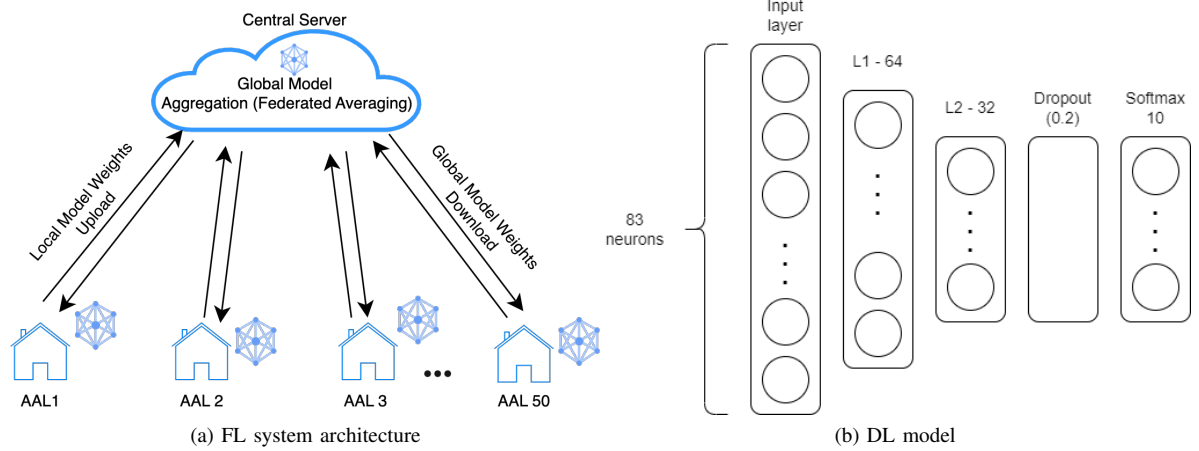 Central Server
Global Model
Aggregation (Federated Averaging)
Local Model Weights
Upload
Global Model Weights
Download
AAL1
AAL 2
AAL 3
AAL 50
(a) FL system architecture
Input
layer
L1 - 64
L2 - 32
Dropout
(0.2)
Softmax
10
83
neurons
(b) DL model